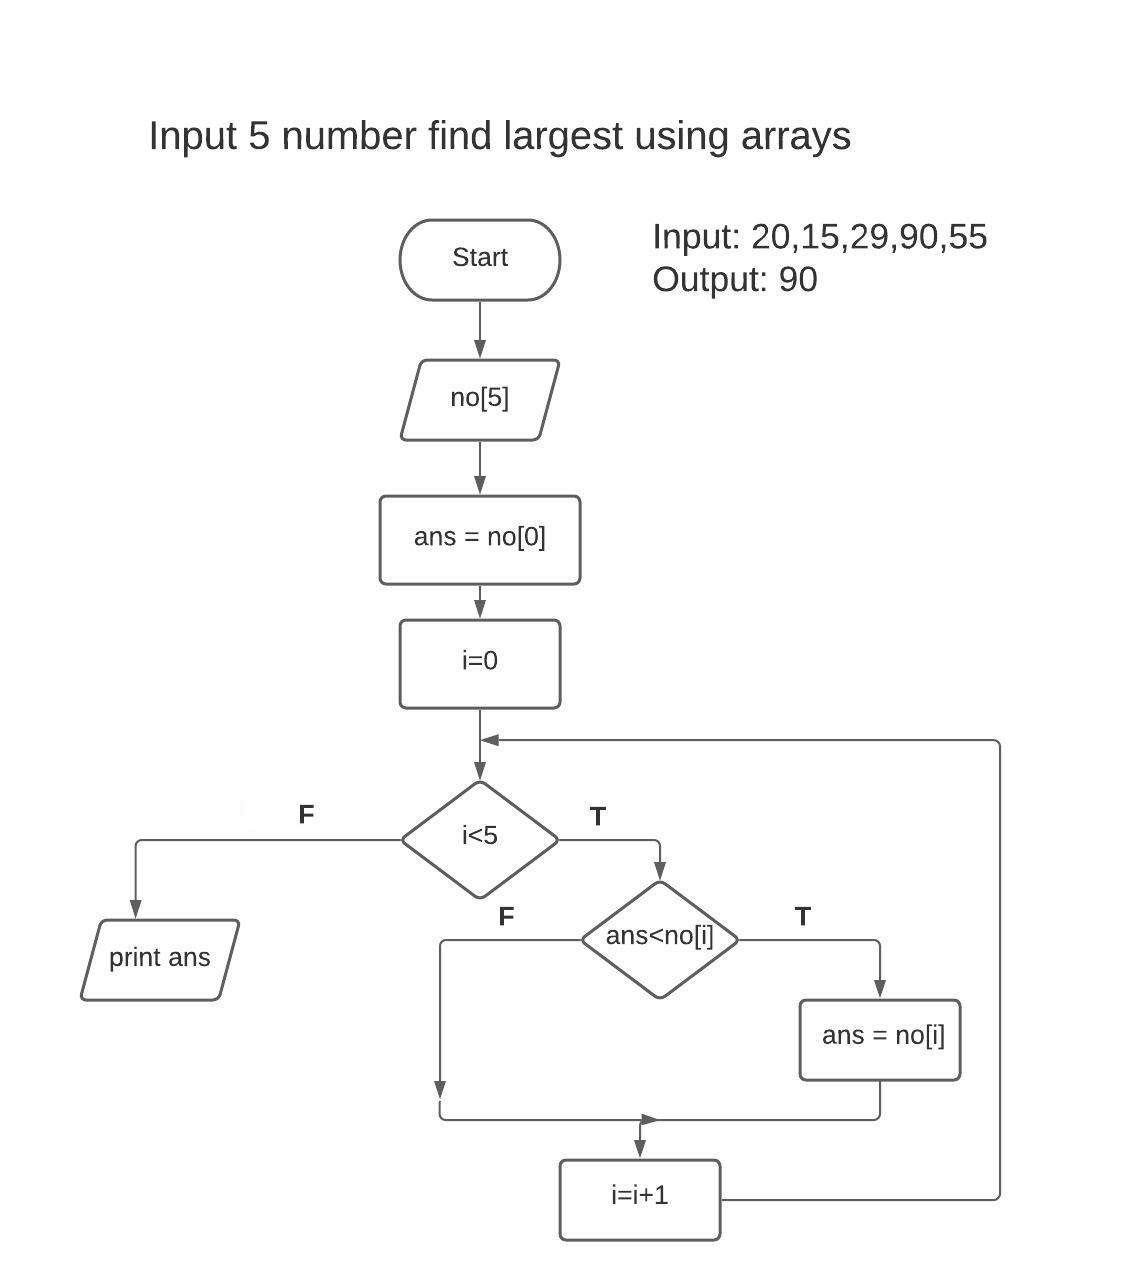 Input 5 number find largest using arrays
Input: 20,15,29,90,55
Output: 90
Start
no[5]
ans = no[0]
i=0
i<5
F
T
print ans
ans<no[i]
F
T
ans = no[i]
i=i+1